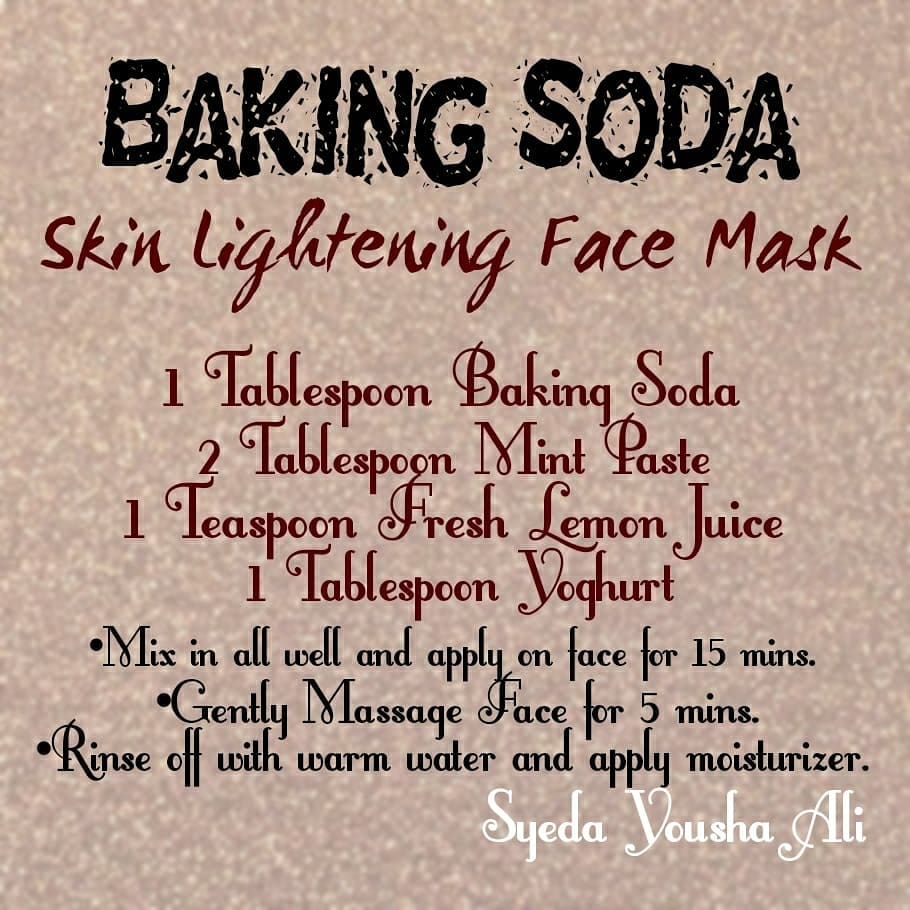 BAKING SODA
Skin Lightening Face Mask
1 Tablespoon Baking Soda
2 Tablespoon Mint Paste
1 Teaspoon Fresh Lemon Juice
1 Tablespoon Yoghurt
•Mix in all well and apply on face for 15 mins.
•Gently Massage Face for 5 mins.
•Rinse off with warm water and apply moisturizer.
Syeda Yousha Ali